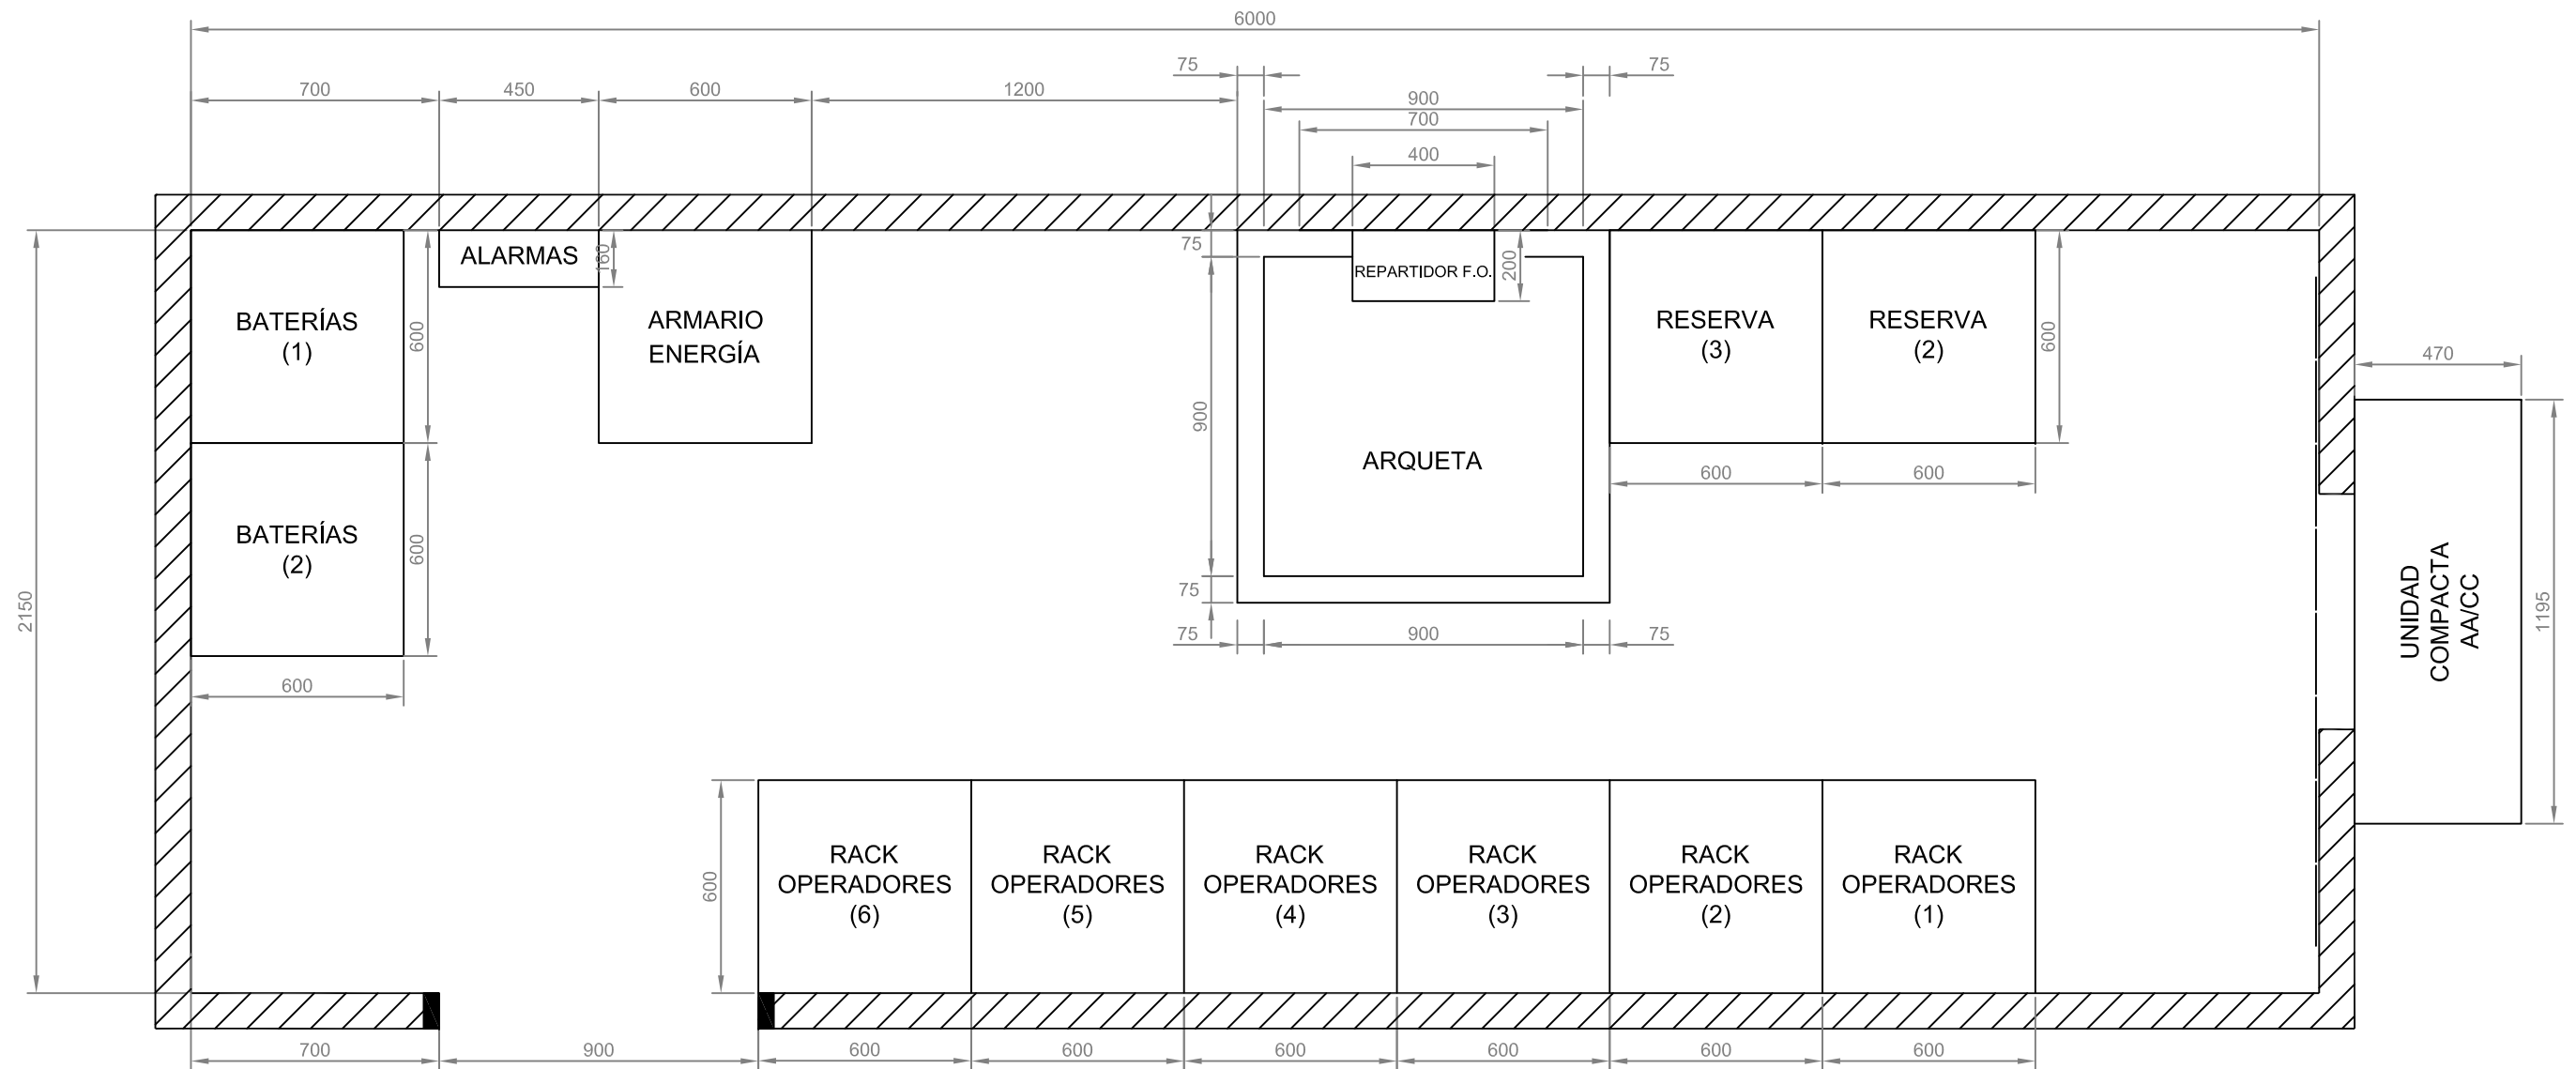 6000
75
75
700
450
600
1200
900
700
400
ALARMAS
160
75
REPARTIDOR F.O.
200
BATERÍAS
(1)
600
ARMARIO
ENERGÍA
RESERVA
(3)
RESERVA
(2)
600
470
900
ARQUETA
600
600
BATERÍAS
(2)
600
75
2150
UNIDAD
COMPACTA
AA/CC
1195
75
900
75
600
600
RACK
OPERADORES
(6)
RACK
OPERADORES
(5)
RACK
OPERADORES
(4)
RACK
OPERADORES
(3)
RACK
OPERADORES
(2)
RACK
OPERADORES
(1)
700
900
600
600
600
600
600
600